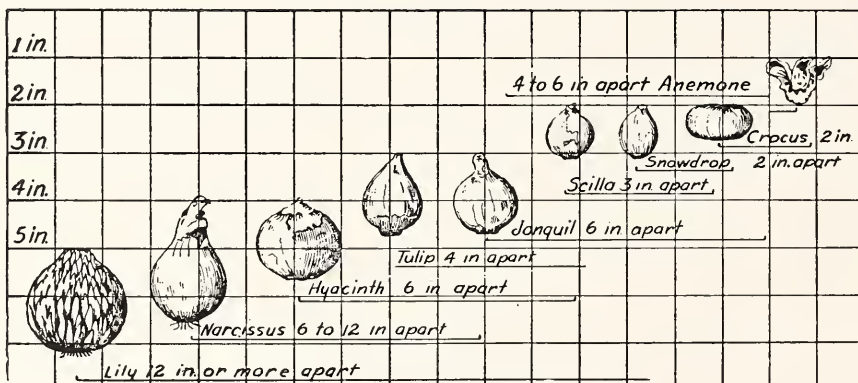 1 in.
2 in.
3 in.
4 in.
5 in.
4 to 6 in apart Anemone
Crocus, 2 in.
Snowdrop 2 in. apart
Scilla 3 in apart
Jonquil 6 in apart
Tulip 4 in apart
Hyacinth 6 in apart
Narcissus 6 to 12 in apart
Lily 12 in. or more apart